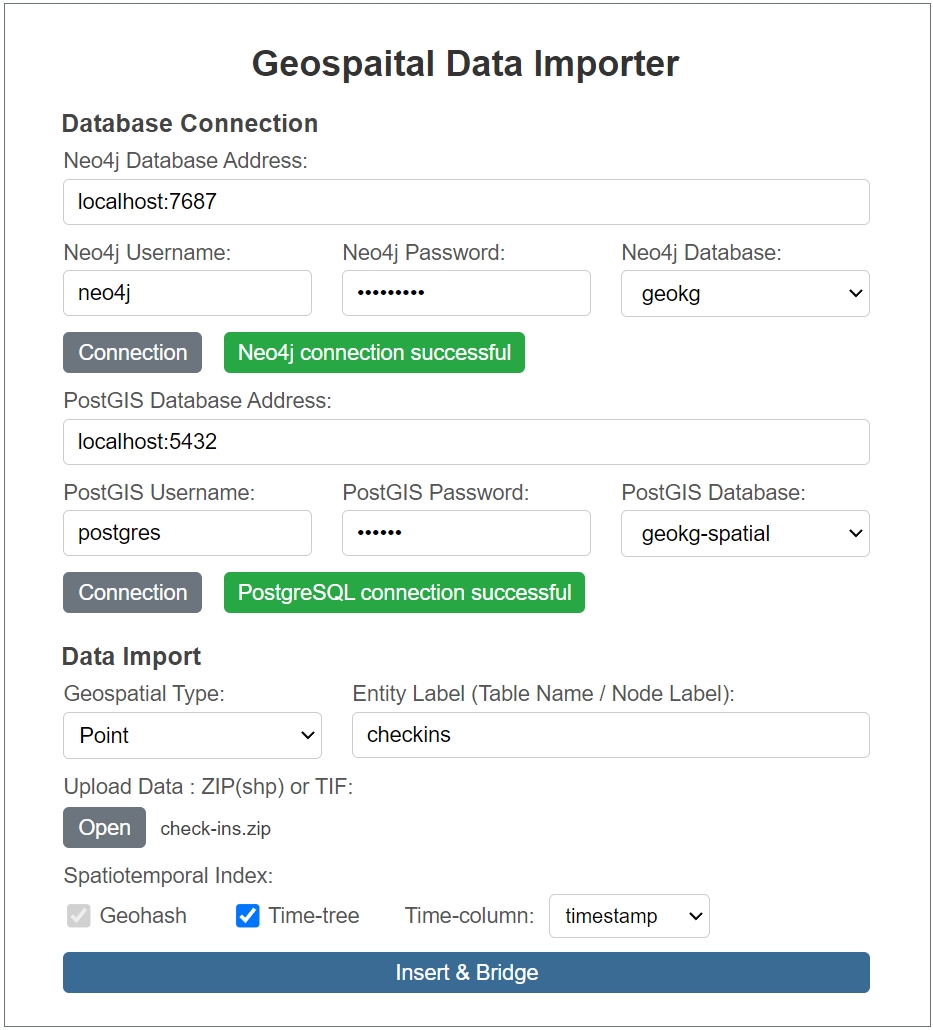 Geospaital Data Importer
Database Connection
Neo4j Database Address:
localhost:7687
Neo4j Username: Neo4j Password: Neo4j Database:
neo4j ••••••••• geokg
Connection Neo4j connection successful
PostGIS Database Address:
localhost:5432
PostGIS Username: PostGIS Password: PostGIS Database:
postgres •••••• geokg-spatial
Connection PostgreSQL connection successful
Data Import
Geospatial Type: Entity Label (Table Name / Node Label):
Point checkins
Upload Data : ZIP(shp) or TIF:
Open check-ins.zip
Spatiotemporal Index:
Geohash Time-tree Time-column: timestamp
Insert & Bridge